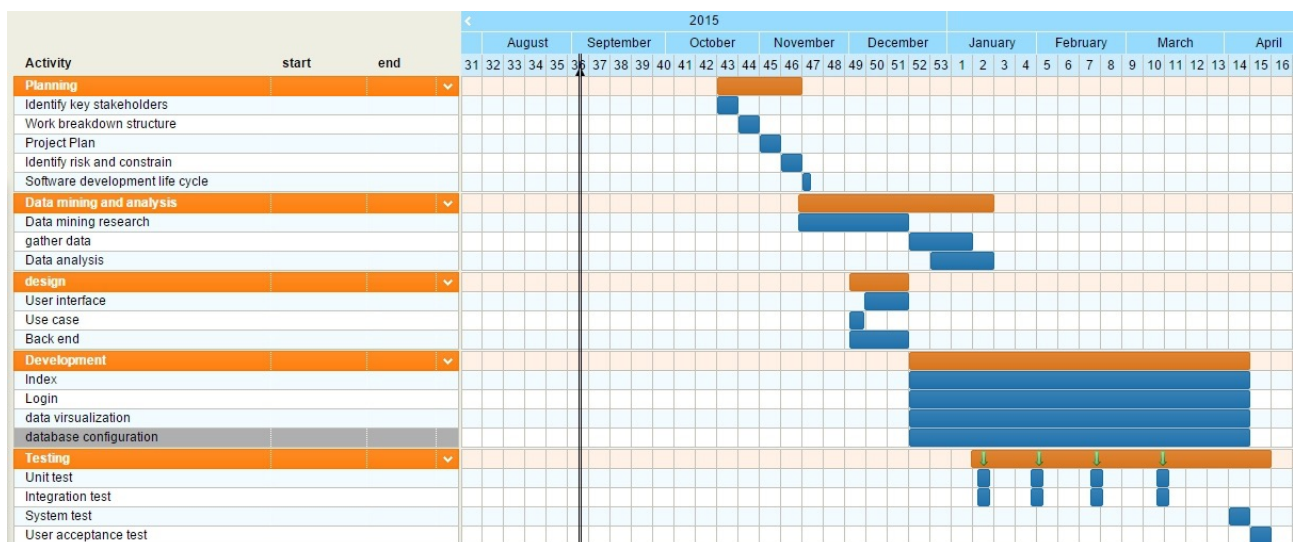 2015
August September October November December January February March April
Activity start end 31 32 33 34 35 36 37 38 39 40 41 42 43 44 45 46 47 48 49 50 51 52 53 1 2 3 4 5 6 7 8 9 10 11 12 13 14 15 16
Planning
Identify key stakeholders
Work breakdown structure
Project Plan
Identify risk and constrain
Software development life cycle
Data mining and analysis
Data mining research
gather data
Data analysis
design
User interface
Use case
Back end
Development
Index
Login
data virsualization
database configuration
Testing
Unit test
Integration test
System test
User acceptance test